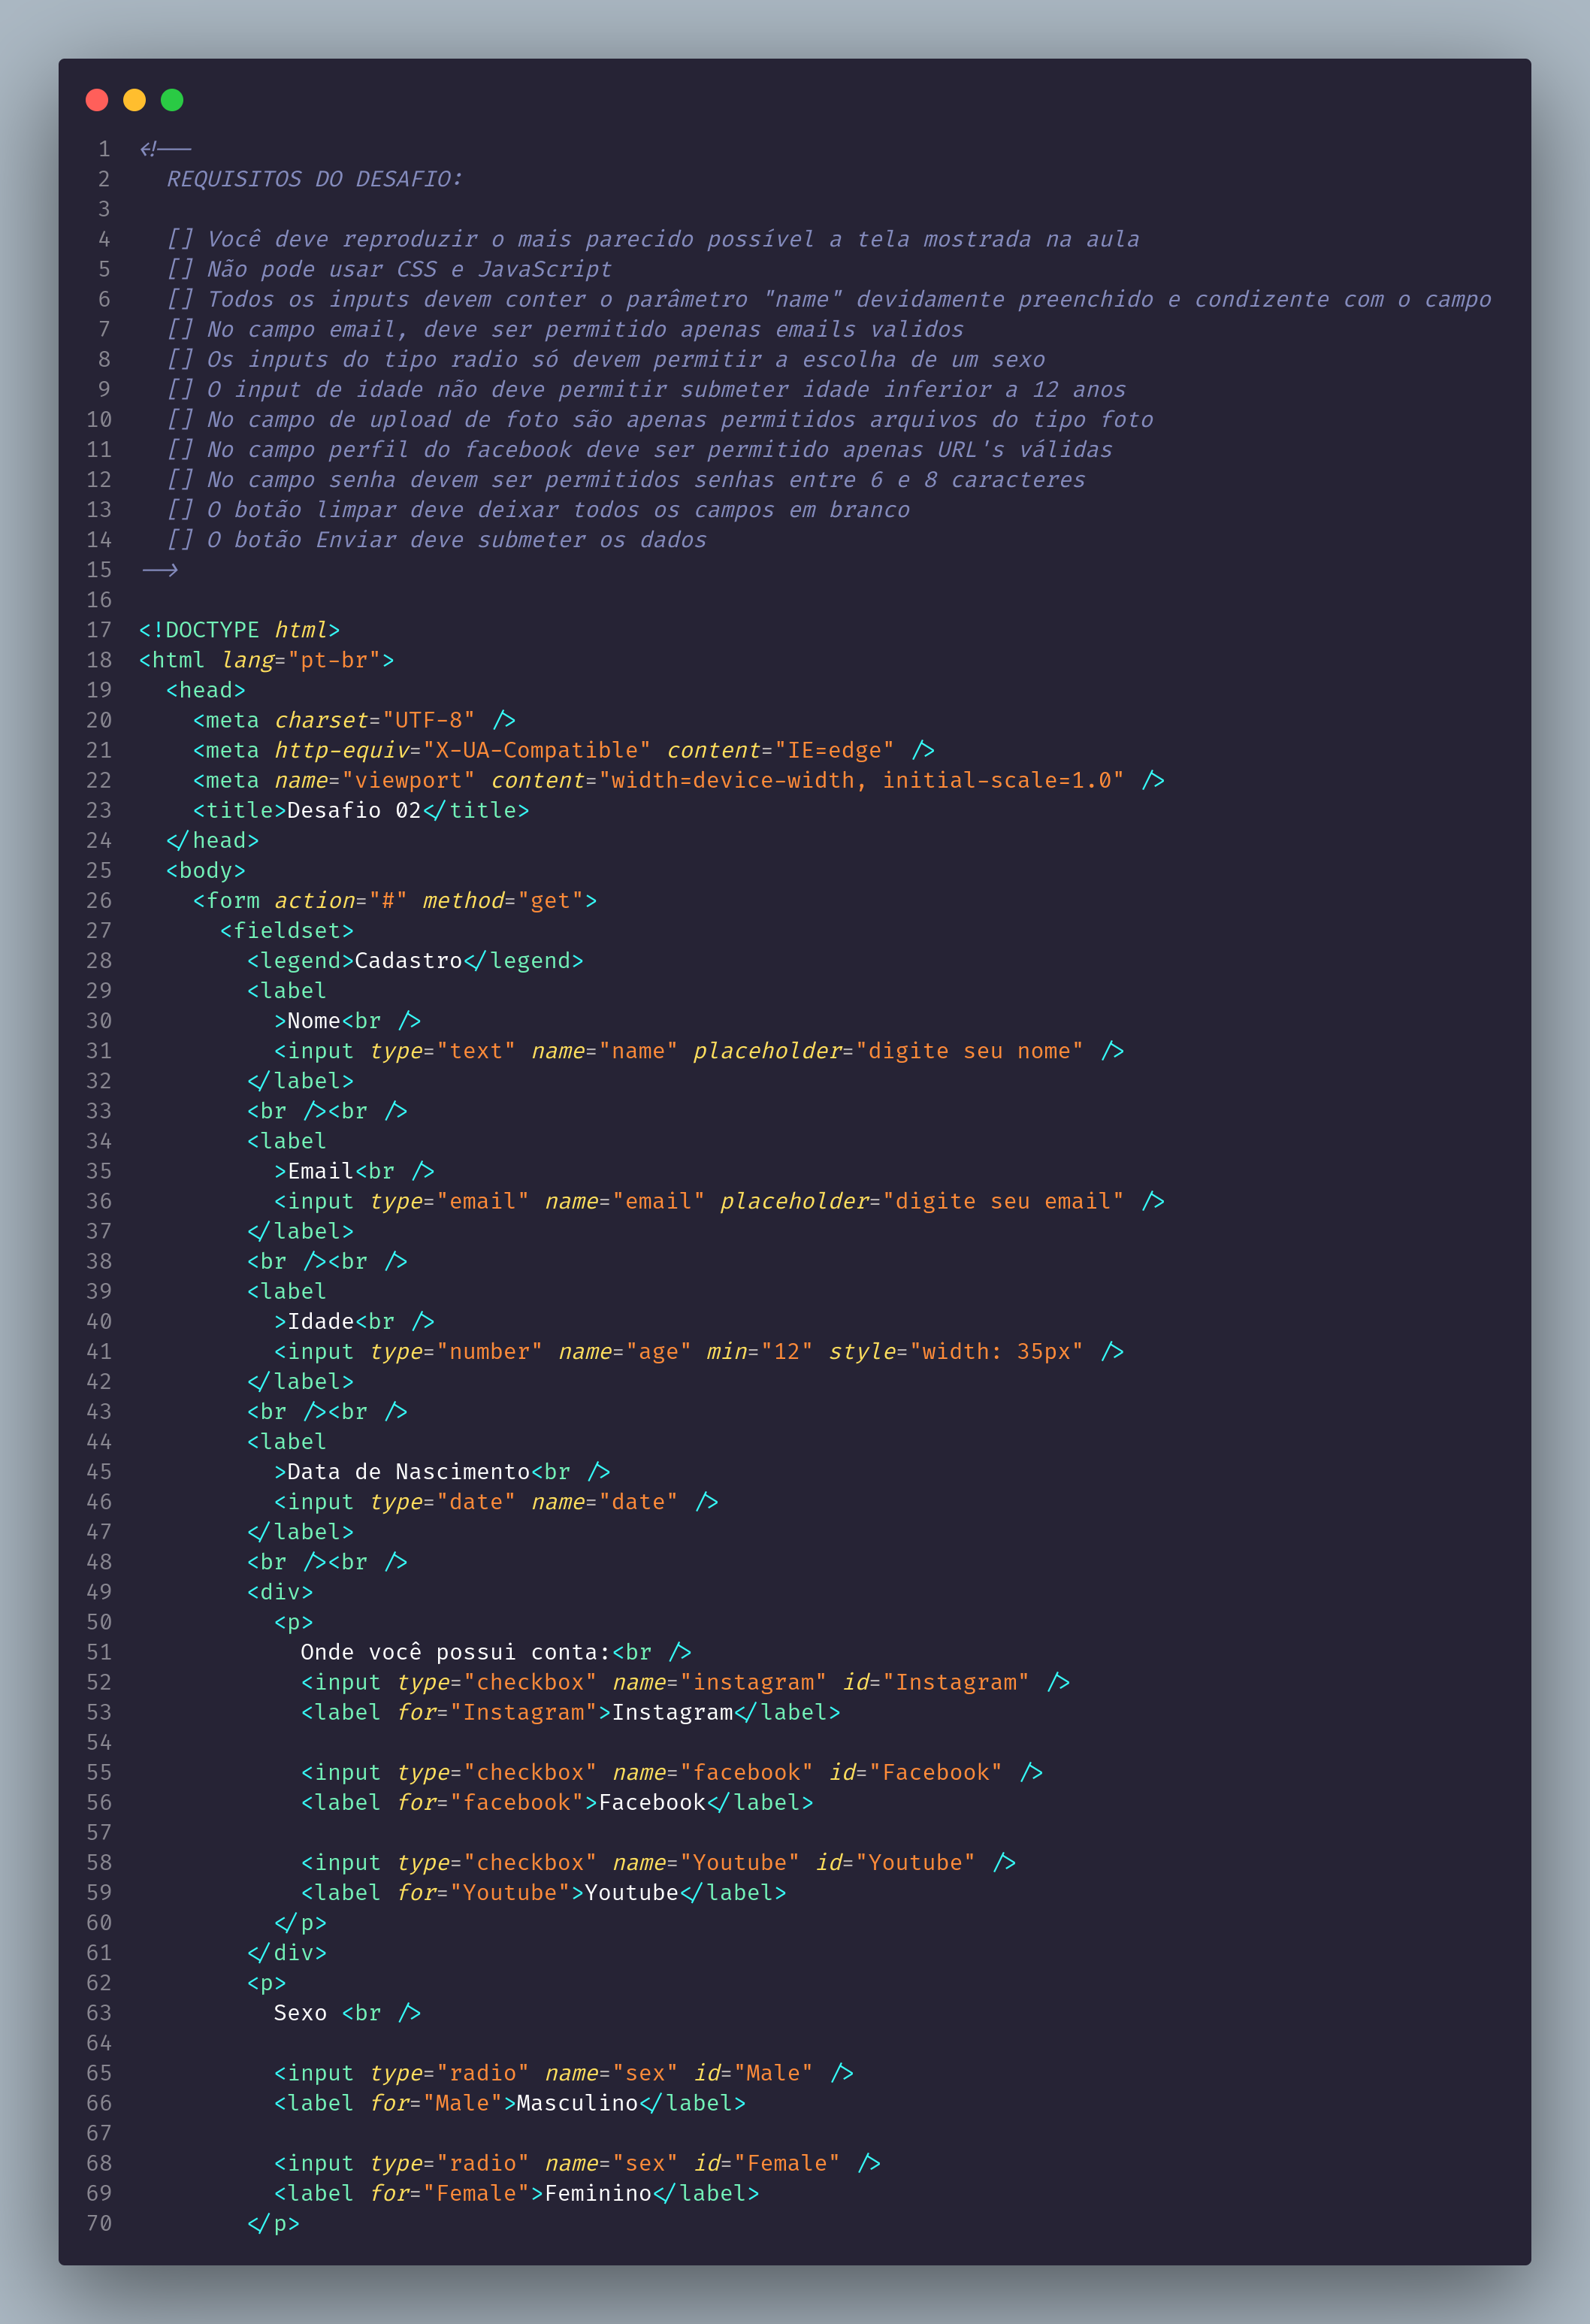 1 <!--
2   REQUISITOS DO DESAFIO:
3
4   [] Você deve reproduzir o mais parecido possível a tela mostrada na aula
5   [] Não pode usar CSS e JavaScript
6   [] Todos os inputs devem conter o parâmetro "name" devidamente preenchido e condizente com o campo
7   [] No campo email, deve ser permitido apenas emails validos
8   [] Os inputs do tipo radio só devem permitir a escolha de um sexo
9   [] O input de idade não deve permitir submeter idade inferior a 12 anos
10   [] No campo de upload de foto são apenas permitidos arquivos do tipo foto
11   [] No campo perfil do facebook deve ser permitido apenas URL's válidas
12   [] No campo senha devem ser permitidos senhas entre 6 e 8 caracteres
13   [] O botão limpar deve deixar todos os campos em branco
14   [] O botão Enviar deve submeter os dados
15 -->
16
17 <!DOCTYPE html>
18 <html lang="pt-br">
19   <head>
20     <meta charset="UTF-8" />
21     <meta http-equiv="X-UA-Compatible" content="IE=edge" />
22     <meta name="viewport" content="width=device-width, initial-scale=1.0" />
23     <title>Desafio 02</title>
24   </head>
25   <body>
26     <form action="#" method="get">
27       <fieldset>
28         <legend>Cadastro</legend>
29         <label
30           >Nome<br />
31           <input type="text" name="name" placeholder="digite seu nome" />
32         </label>
33         <br /><br />
34         <label
35           >Email<br />
36           <input type="email" name="email" placeholder="digite seu email" />
37         </label>
38         <br /><br />
39         <label
40           >Idade<br />
41           <input type="number" name="age" min="12" style="width: 35px" />
42         </label>
43         <br /><br />
44         <label
45           >Data de Nascimento<br />
46           <input type="date" name="date" />
47         </label>
48         <br /><br />
49         <div>
50           <p>
51             Onde você possui conta:<br />
52             <input type="checkbox" name="instagram" id="Instagram" />
53             <label for="Instagram">Instagram</label>
54
55             <input type="checkbox" name="facebook" id="Facebook" />
56             <label for="facebook">Facebook</label>
57
58             <input type="checkbox" name="Youtube" id="Youtube" />
59             <label for="Youtube">Youtube</label>
60           </p>
61         </div>
62         <p>
63           Sexo <br />
64
65           <input type="radio" name="sex" id="Male" />
66           <label for="Male">Masculino</label>
67
68           <input type="radio" name="sex" id="Female" />
69           <label for="Female">Feminino</label>
70         </p>